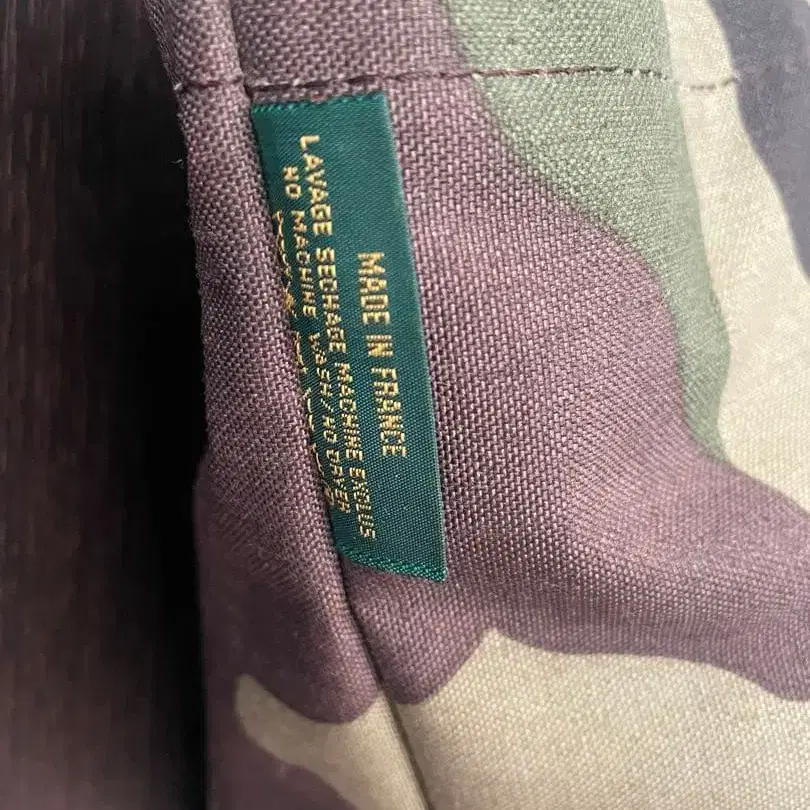 MADE IN FRANCE
LAVAGE SECHAGE MACHINE EXCLUS
NO MACHINE WASH/NO DRYER